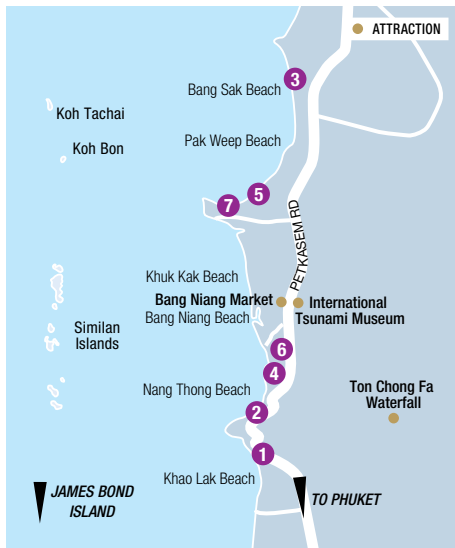 ATTRACTION
3
Bang Sak Beach
Koh Tachai
Pak Weep Beach
Koh Bon
5
7
PETKASEM RD
Khuk Kak Beach
Bang Niang Market
International
Tsunami Museum
Bang Niang Beach
Similan
Islands
6
4
Nang Thong Beach
Ton Chong Fa
Waterfall
2
1
Khao Lak Beach
JAMES BOND
ISLAND
TO PHUKET